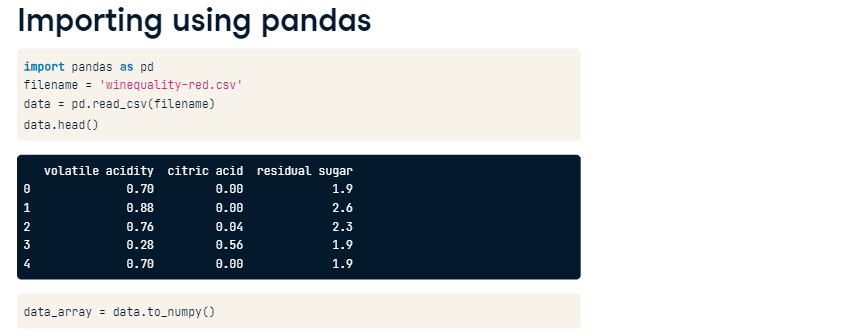 Importing using pandas
import pandas as pd
filename = 'winequality-red.csv'
data = pd.read_csv(filename)
data.head()
   volatile acidity  citric acid  residual sugar
0              0.70         0.00             1.9
1              0.88         0.00             2.6
2              0.76         0.04             2.3
3              0.28         0.56             1.9
4              0.70         0.00             1.9
data_array = data.to_numpy()